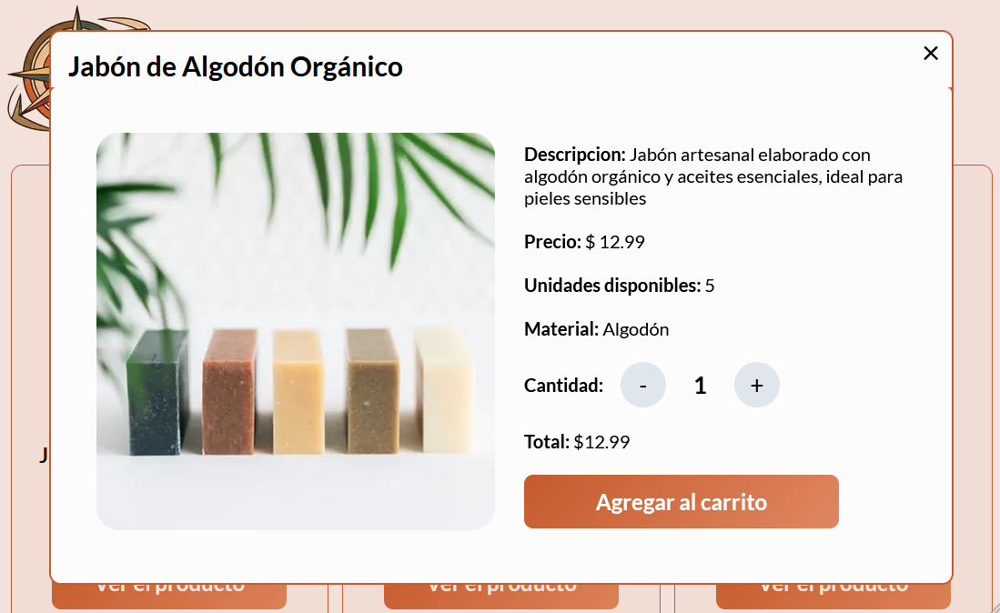 Jabón de Algodón Orgánico
×
Descripcion: Jabón artesanal elaborado con
algodón orgánico y aceites esenciales, ideal para
pieles sensibles
Precio: $ 12.99
Unidades disponibles: 5
Material: Algodón
Cantidad: - 1 +
Total: $12.99
Agregar al carrito
J
Ver el producto Ver el producto Ver el producto